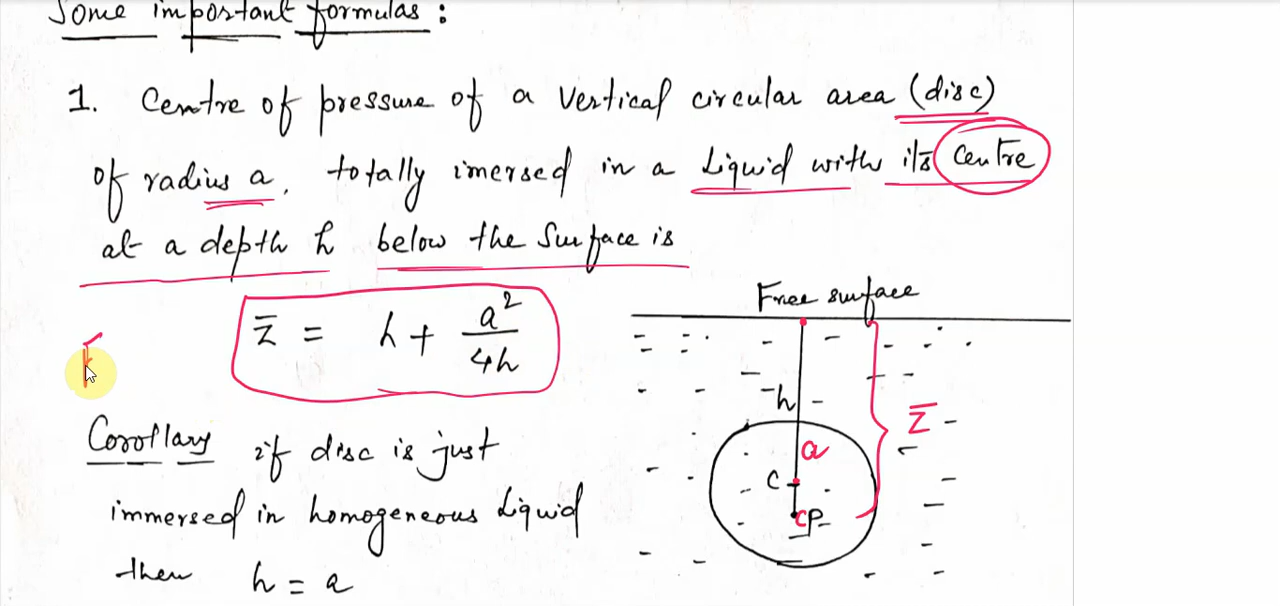 Some important formulas :
1. Centre of pressure of a vertical circular area (disc)
of radius a, totally imersed in a Liquid with its Centre
at a depth h below the Surface is
z̄ = h + a²/4h
Free surface
h
z̄
a
C
CP
Corollary if disc is just
immersed in homogeneous Liquid
then h = a